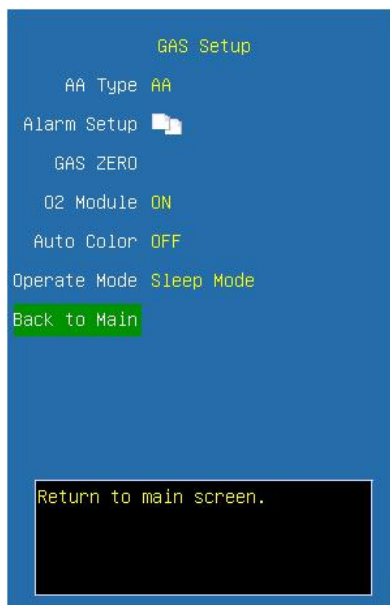 GAS Setup
AA Type AA
Alarm Setup
GAS ZERO
O2 Module ON
Auto Color OFF
Operate Mode Sleep Mode
Back to Main
Return to main screen.